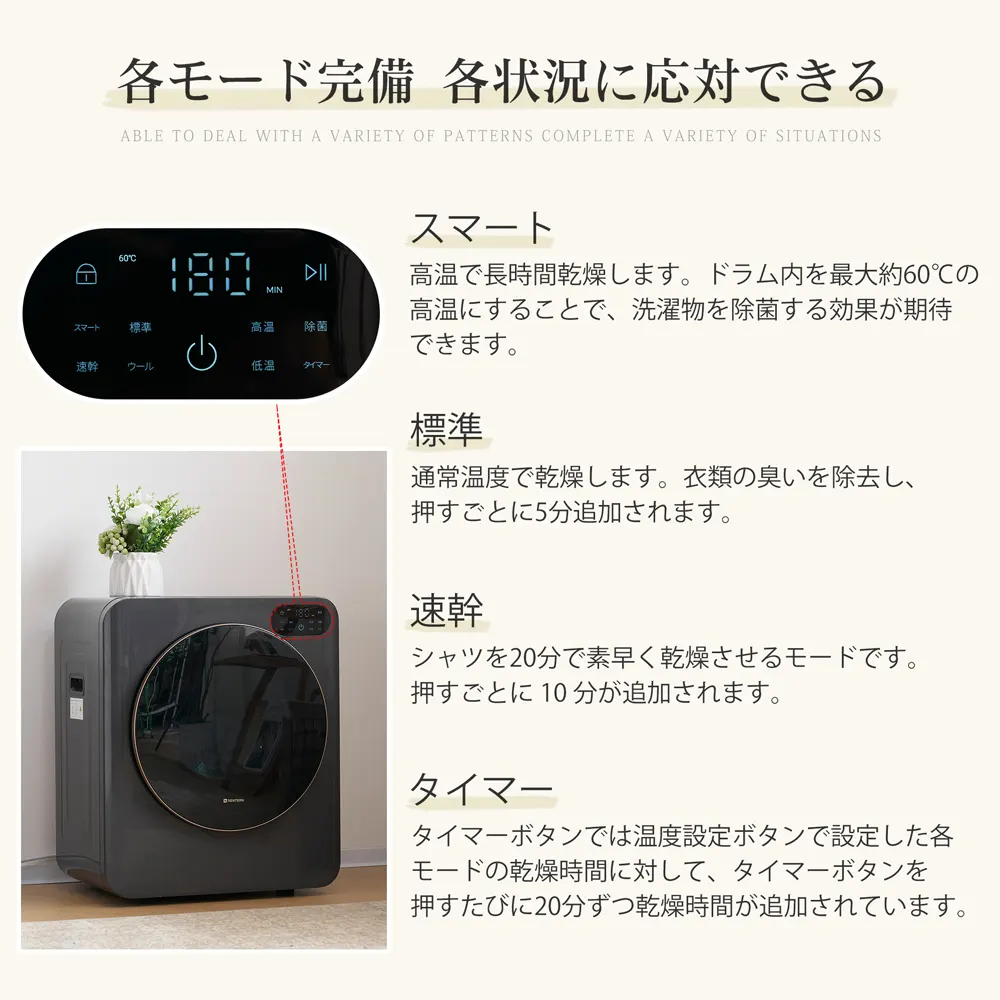 各モード完備 各状況に応対できる
ABLE TO DEAL WITH A VARIETY OF PATTERNS COMPLETE A VARIETY OF SITUATIONS
60℃
180
MIN
スマート
標準
高温
除菌
速幹
ウール
低温
タイマー
スマート
高温で長時間乾燥します。ドラム内を最大約60℃の
高温にすることで、洗濯物を除菌する効果が期待
できます。
標準
通常温度で乾燥します。衣類の臭いを除去し、
押すごとに5分追加されます。
速幹
シャツを20分で素早く乾燥させるモードです。
押すごとに 10 分が追加されます。
タイマー
タイマーボタンでは温度設定ボタンで設定した各
モードの乾燥時間に対して、タイマーボタンを
押すたびに20分ずつ乾燥時間が追加されています。
180